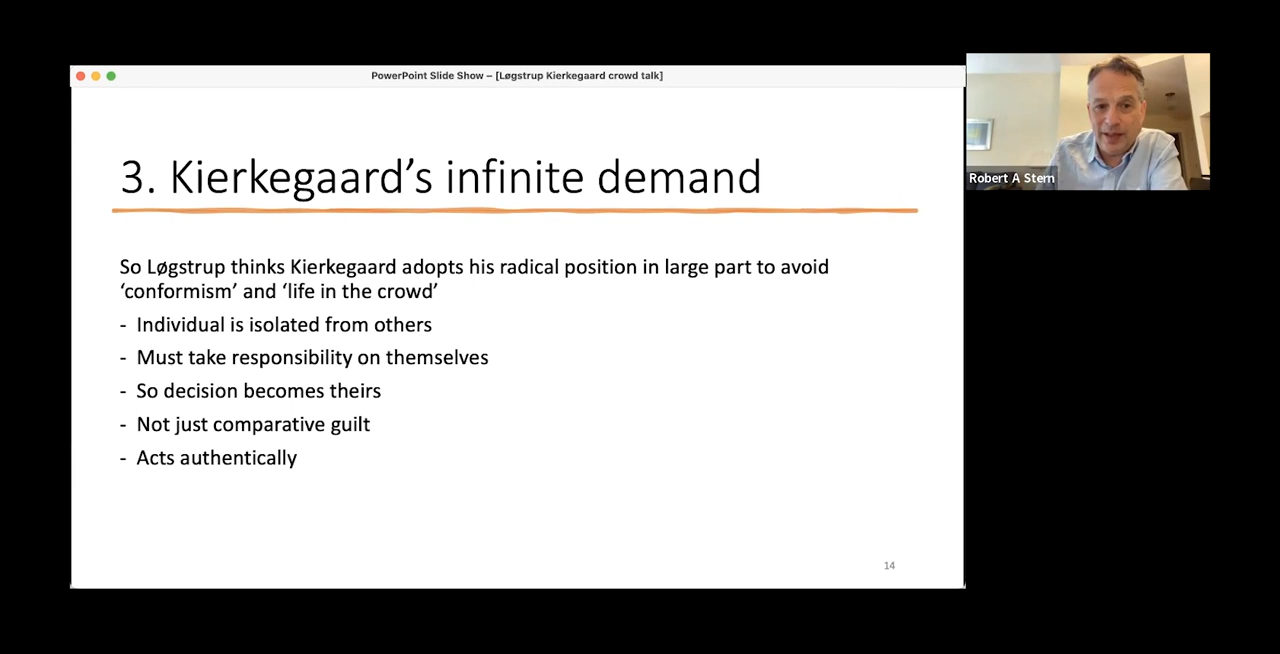 PowerPoint Slide Show – [Løgstrup Kierkegaard crowd talk]
3. Kierkegaard’s infinite demand
So Løgstrup thinks Kierkegaard adopts his radical position in large part to avoid
‘conformism’ and ‘life in the crowd’
- Individual is isolated from others
- Must take responsibility on themselves
- So decision becomes theirs
- Not just comparative guilt
- Acts authentically
14
Robert A Stern